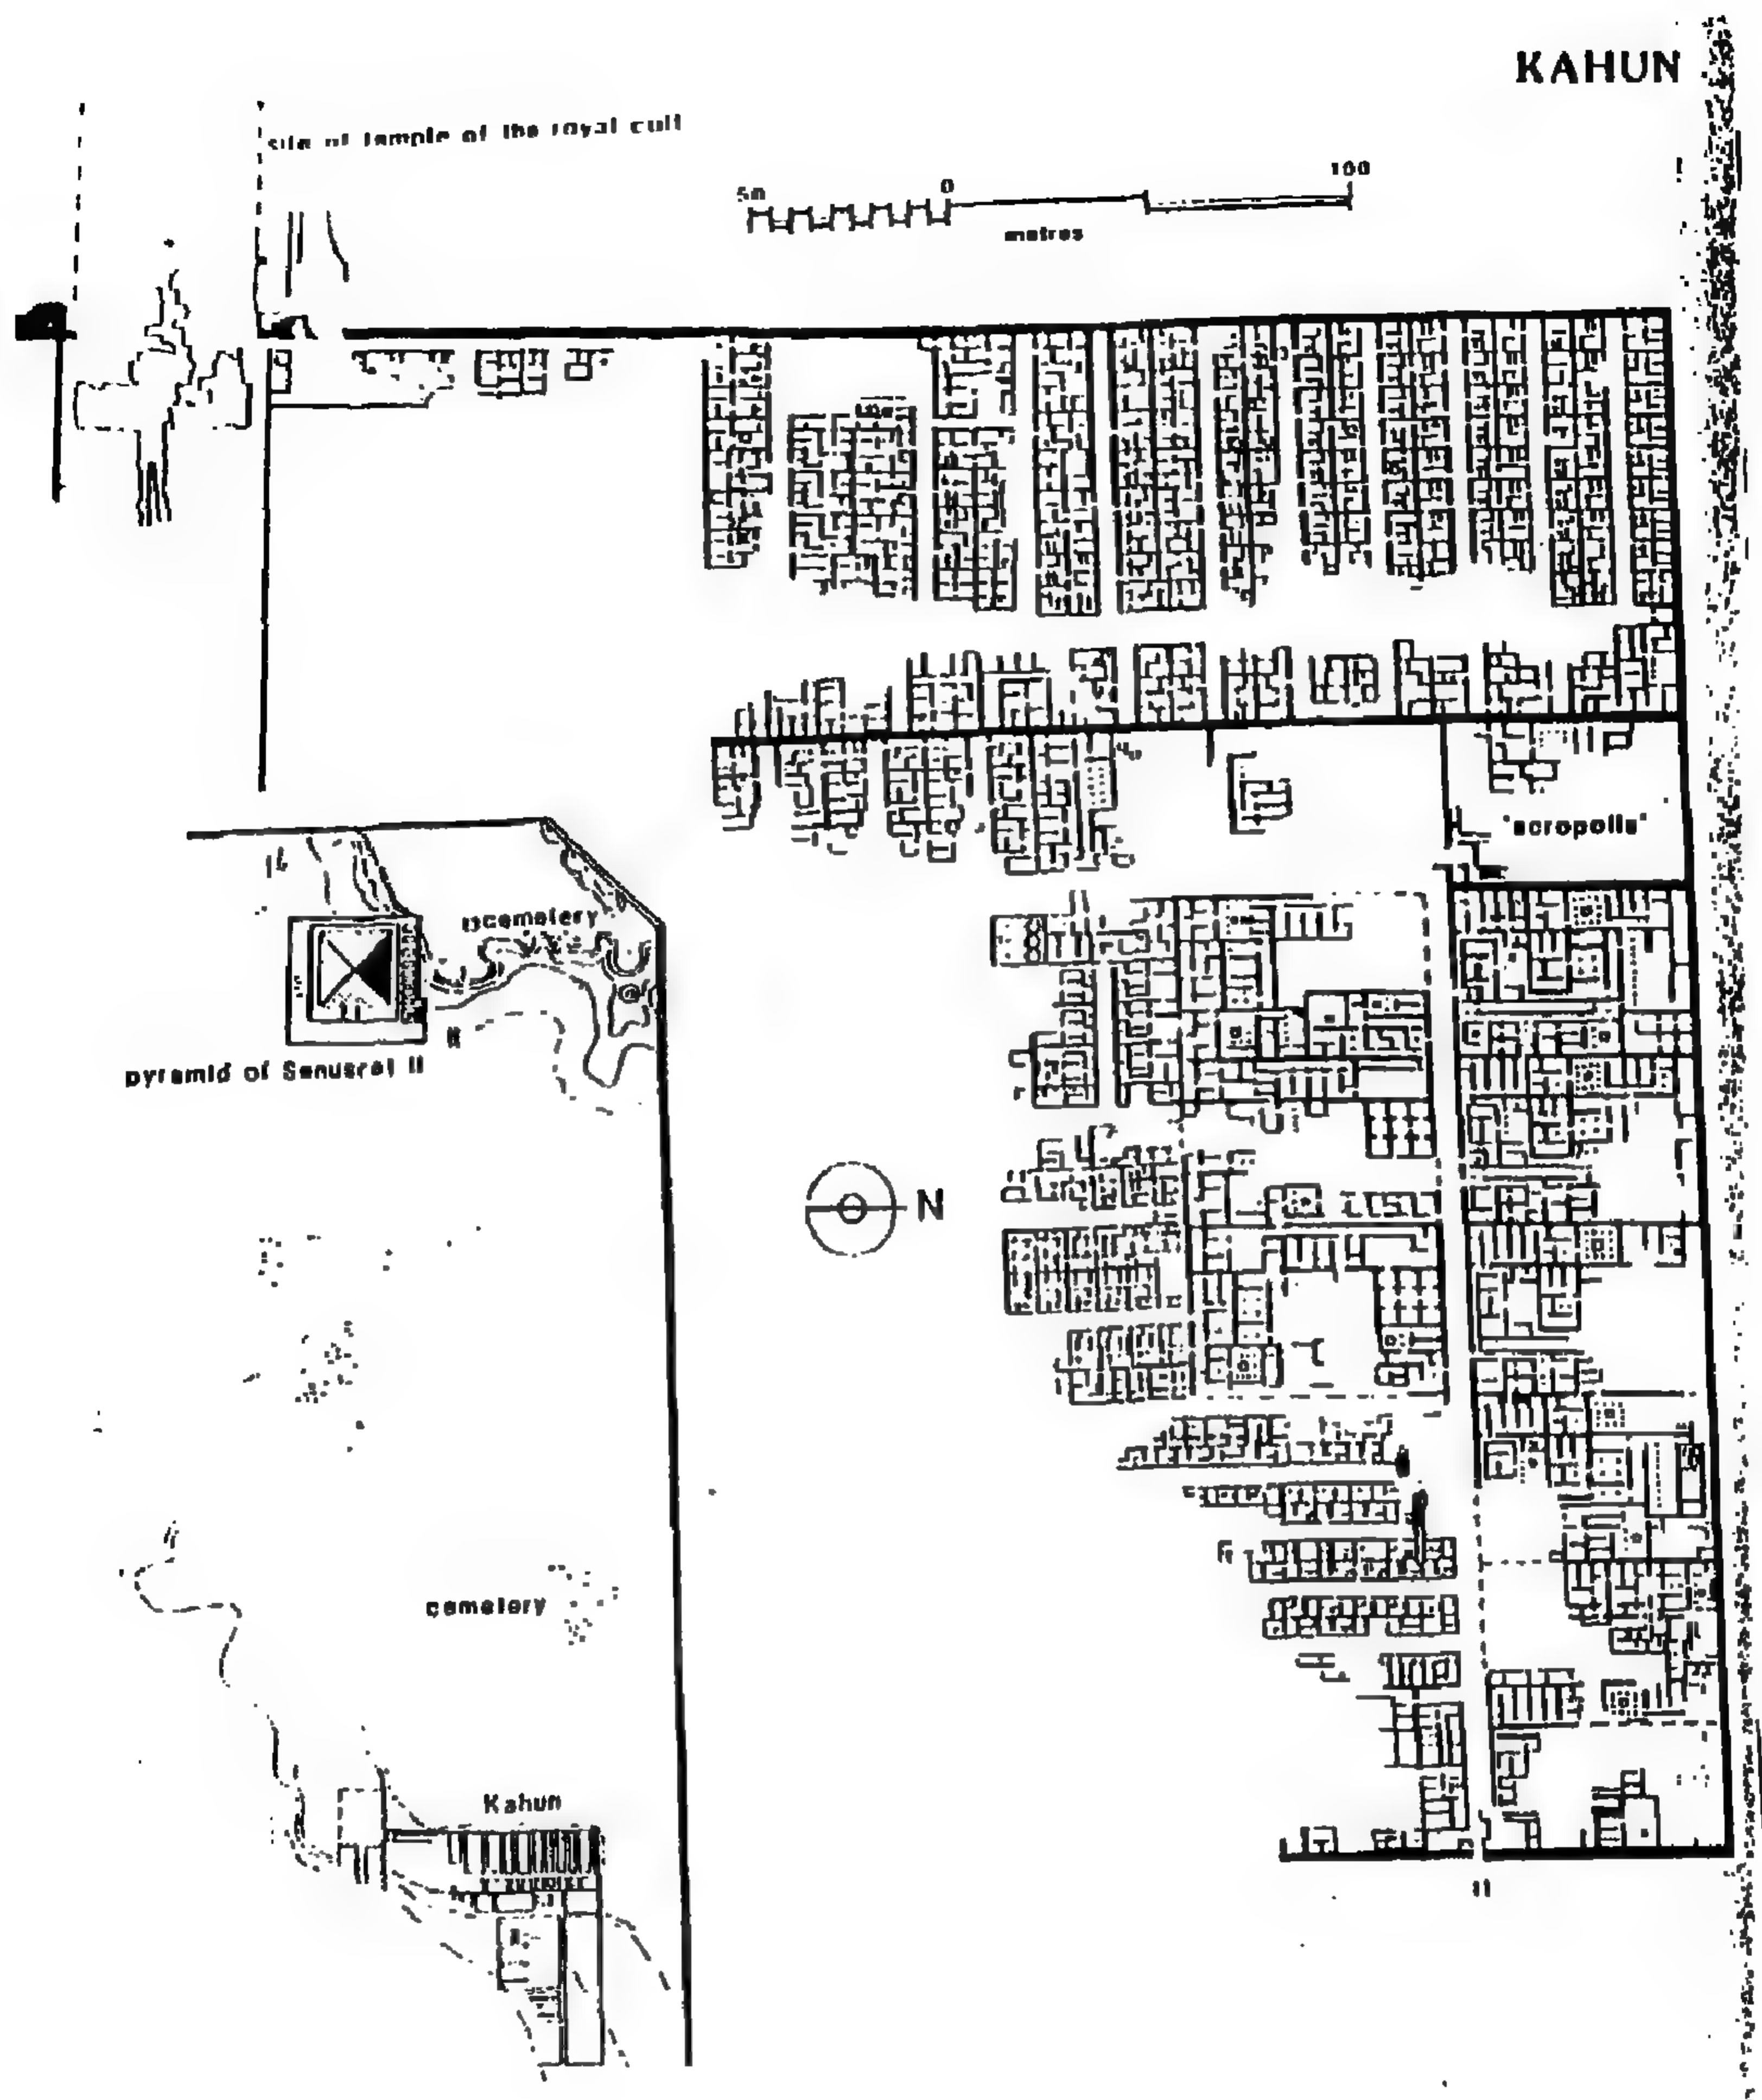 KAHUN
site of temple of the royal cult
50 0 100
metres
'acropolis'
cemetery
pyramid of Senusret II
N
cemetery
Kahun